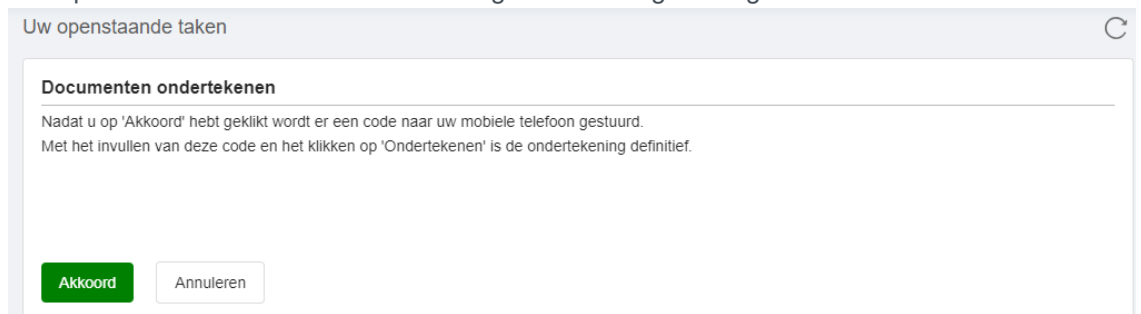 Uw openstaande taken
Documenten ondertekenen
Nadat u op 'Akkoord' hebt geklikt wordt er een code naar uw mobiele telefoon gestuurd.
Met het invullen van deze code en het klikken op 'Ondertekenen' is de ondertekening definitief.
Akkoord Annuleren